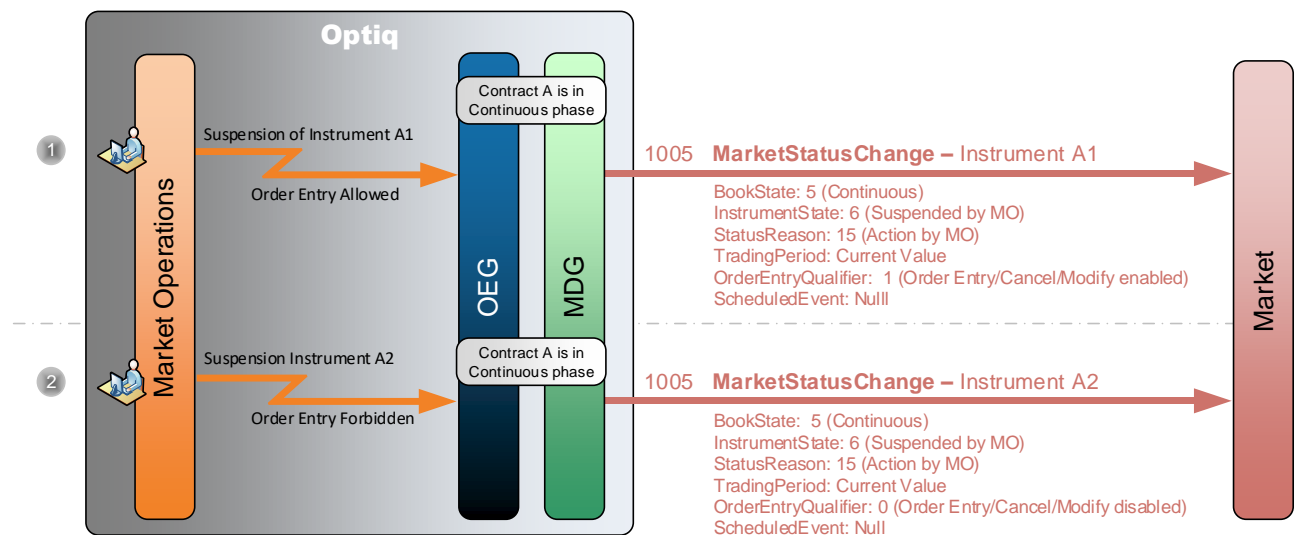 Optiq
Market Operations
OEG
MDG
Market
Contract A is in
Continuous phase
1
Suspension of Instrument A1
Order Entry Allowed
1005 MarketStatusChange – Instrument A1
BookState: 5 (Continuous)
InstrumentState: 6 (Suspended by MO)
StatusReason: 15 (Action by MO)
TradingPeriod: Current Value
OrderEntryQualifier: 1 (Order Entry/Cancel/Modify enabled)
ScheduledEvent: Nulll
Contract A is in
Continuous phase
2
Suspension Instrument A2
Order Entry Forbidden
1005 MarketStatusChange – Instrument A2
BookState: 5 (Continuous)
InstrumentState: 6 (Suspended by MO)
StatusReason: 15 (Action by MO)
TradingPeriod: Current Value
OrderEntryQualifier: 0 (Order Entry/Cancel/Modify disabled)
ScheduledEvent: Null